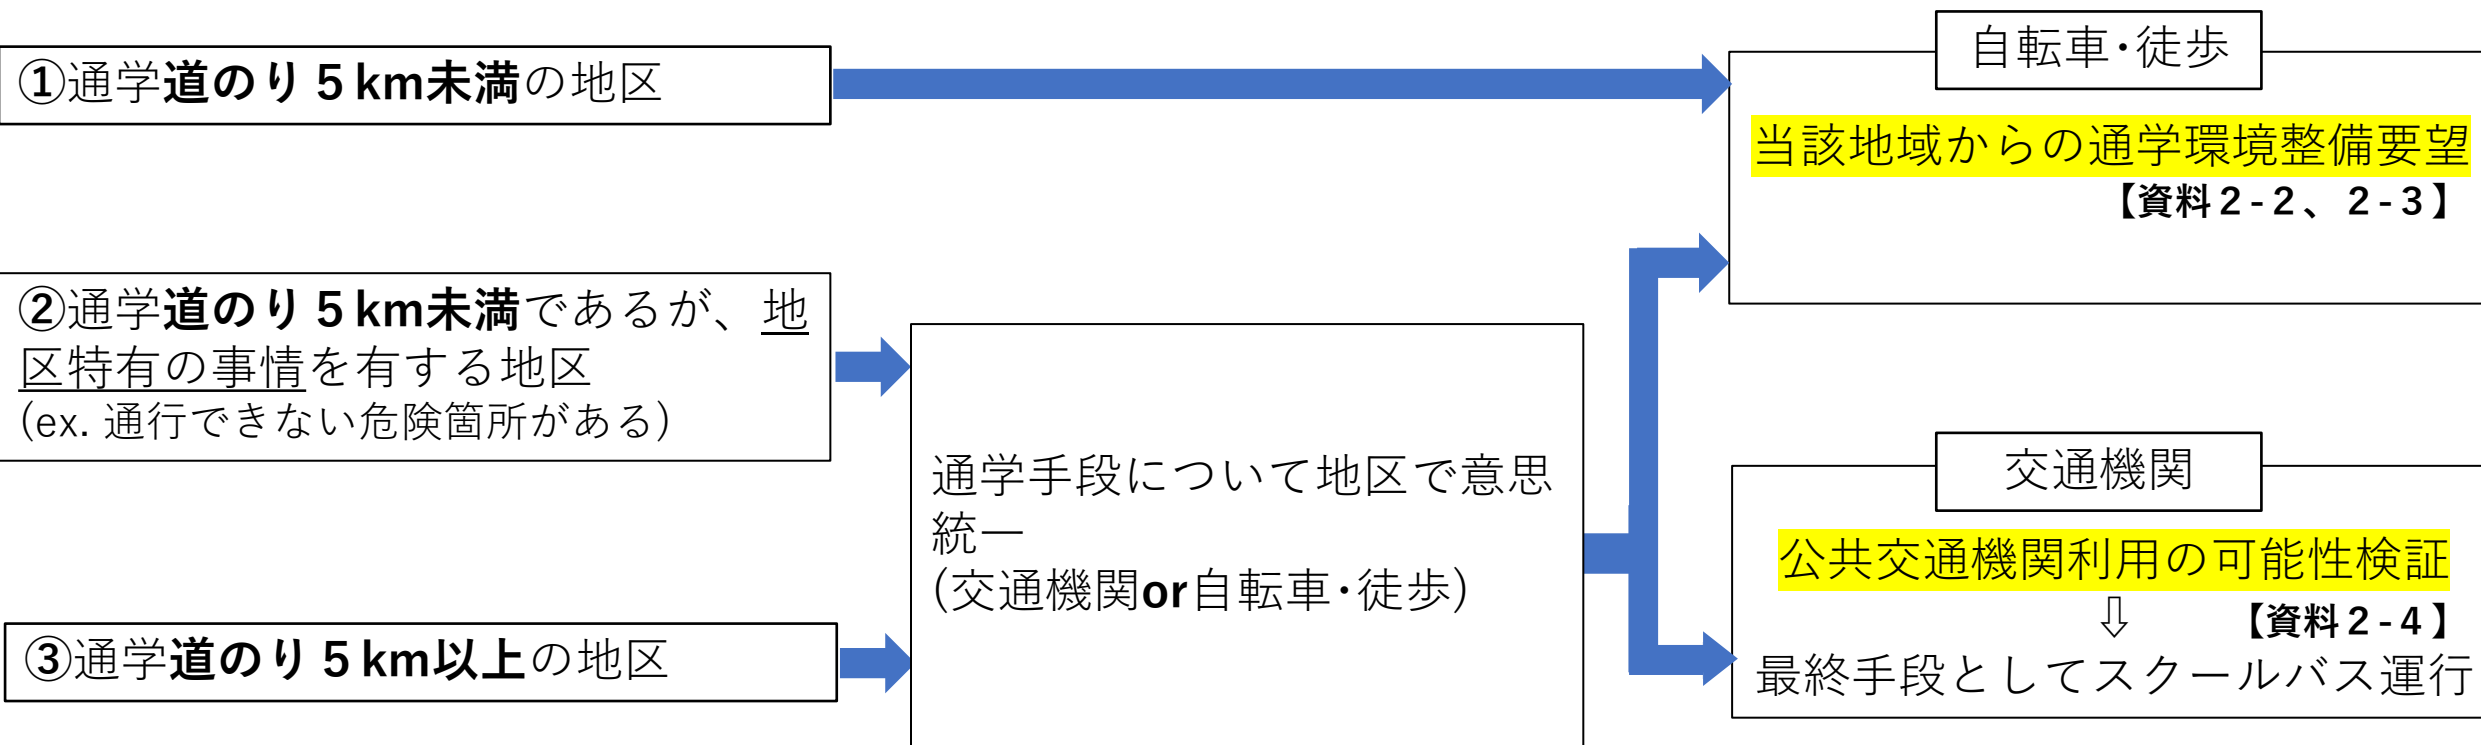 ①通学道のり５km未満の地区
②通学道のり５km未満であるが、地
区特有の事情を有する地区
(ex. 通行できない危険箇所がある)
③通学道のり５km以上の地区
通学手段について地区で意思
統一
(交通機関or自転車･徒歩)
自転車･徒歩
当該地域からの通学環境整備要望
【資料２-２、２-３】
交通機関
公共交通機関利用の可能性検証
⇩ 【資料２-４】
最終手段としてスクールバス運行